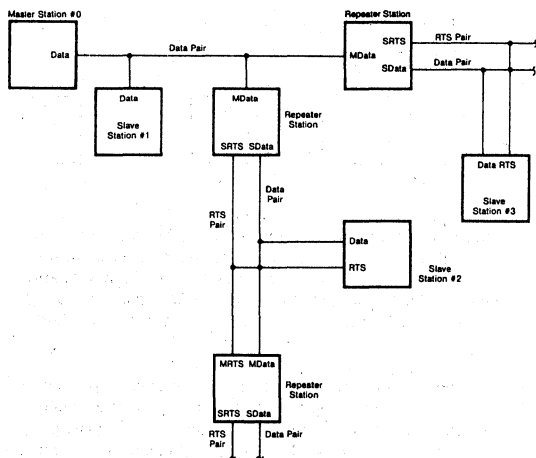 Master Station #0
Repeater Station
Data
Data Pair
MData
SRTS
SData
RTS Pair
Data Pair
Data
Slave
Station #1
MData
SRTS SData
Repeater
Station
Data RTS
Slave
Station #3
RTS
Pair
Data
Pair
Data
RTS
Slave
Station #2
MRTS MData
SRTS SData
Repeater
Station
RTS
Pair
Data Pair